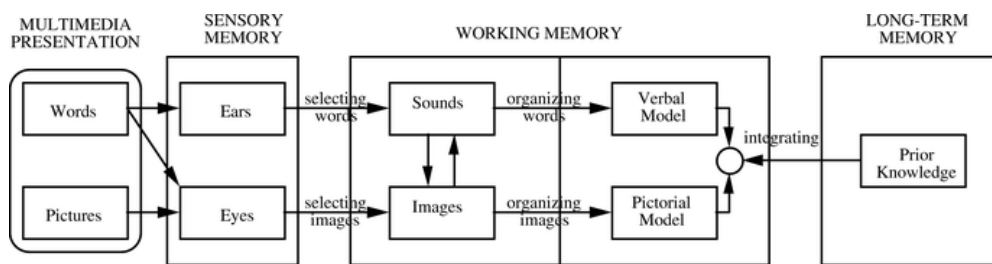 MULTIMEDIA
PRESENTATION
SENSORY
MEMORY
WORKING MEMORY
LONG-TERM
MEMORY
Words
Ears
selecting
words
Sounds
organizing
words
Verbal
Model
integrating
Prior
Knowledge
Pictures
Eyes
selecting
images
Images
organizing
images
Pictorial
Model